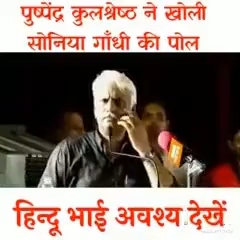 पुष्पेंद्र कुलश्रेष्ठ ने खोली
सोनिया गाँधी की पोल
हिन्दू भाई अवश्य देखें